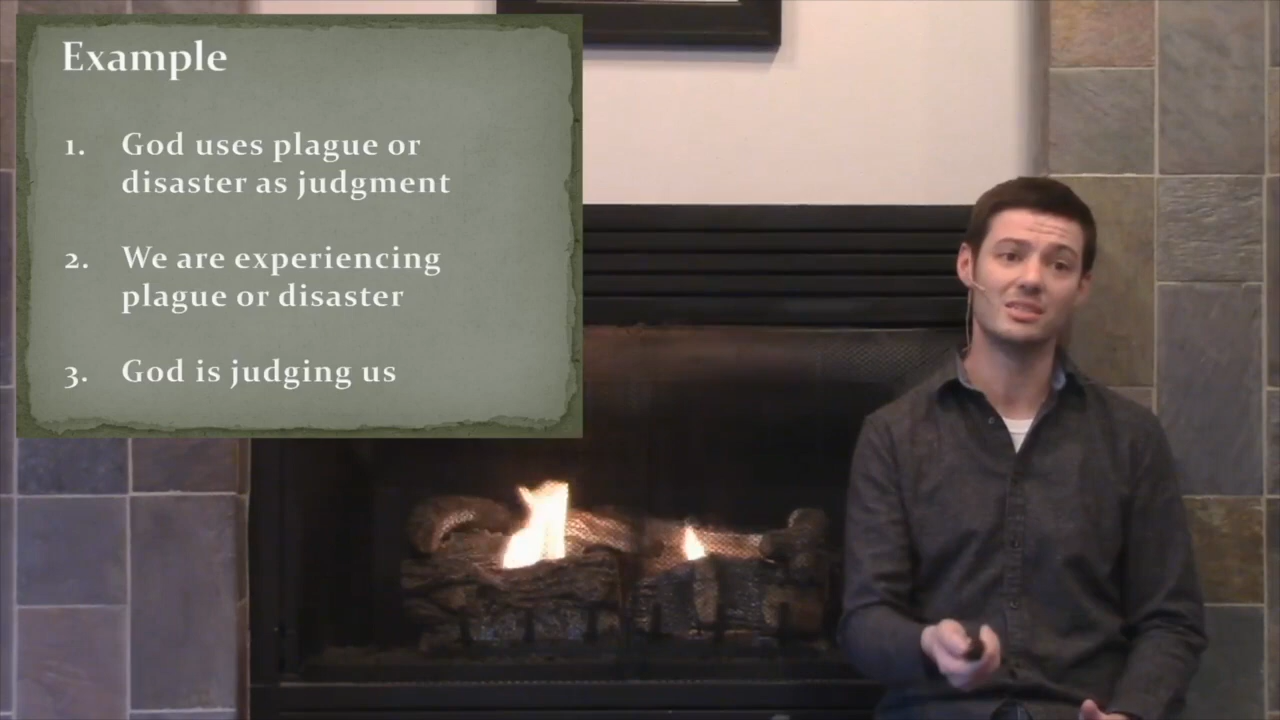 Example
1. God uses plague or
disaster as judgment
2. We are experiencing
plague or disaster
3. God is judging us